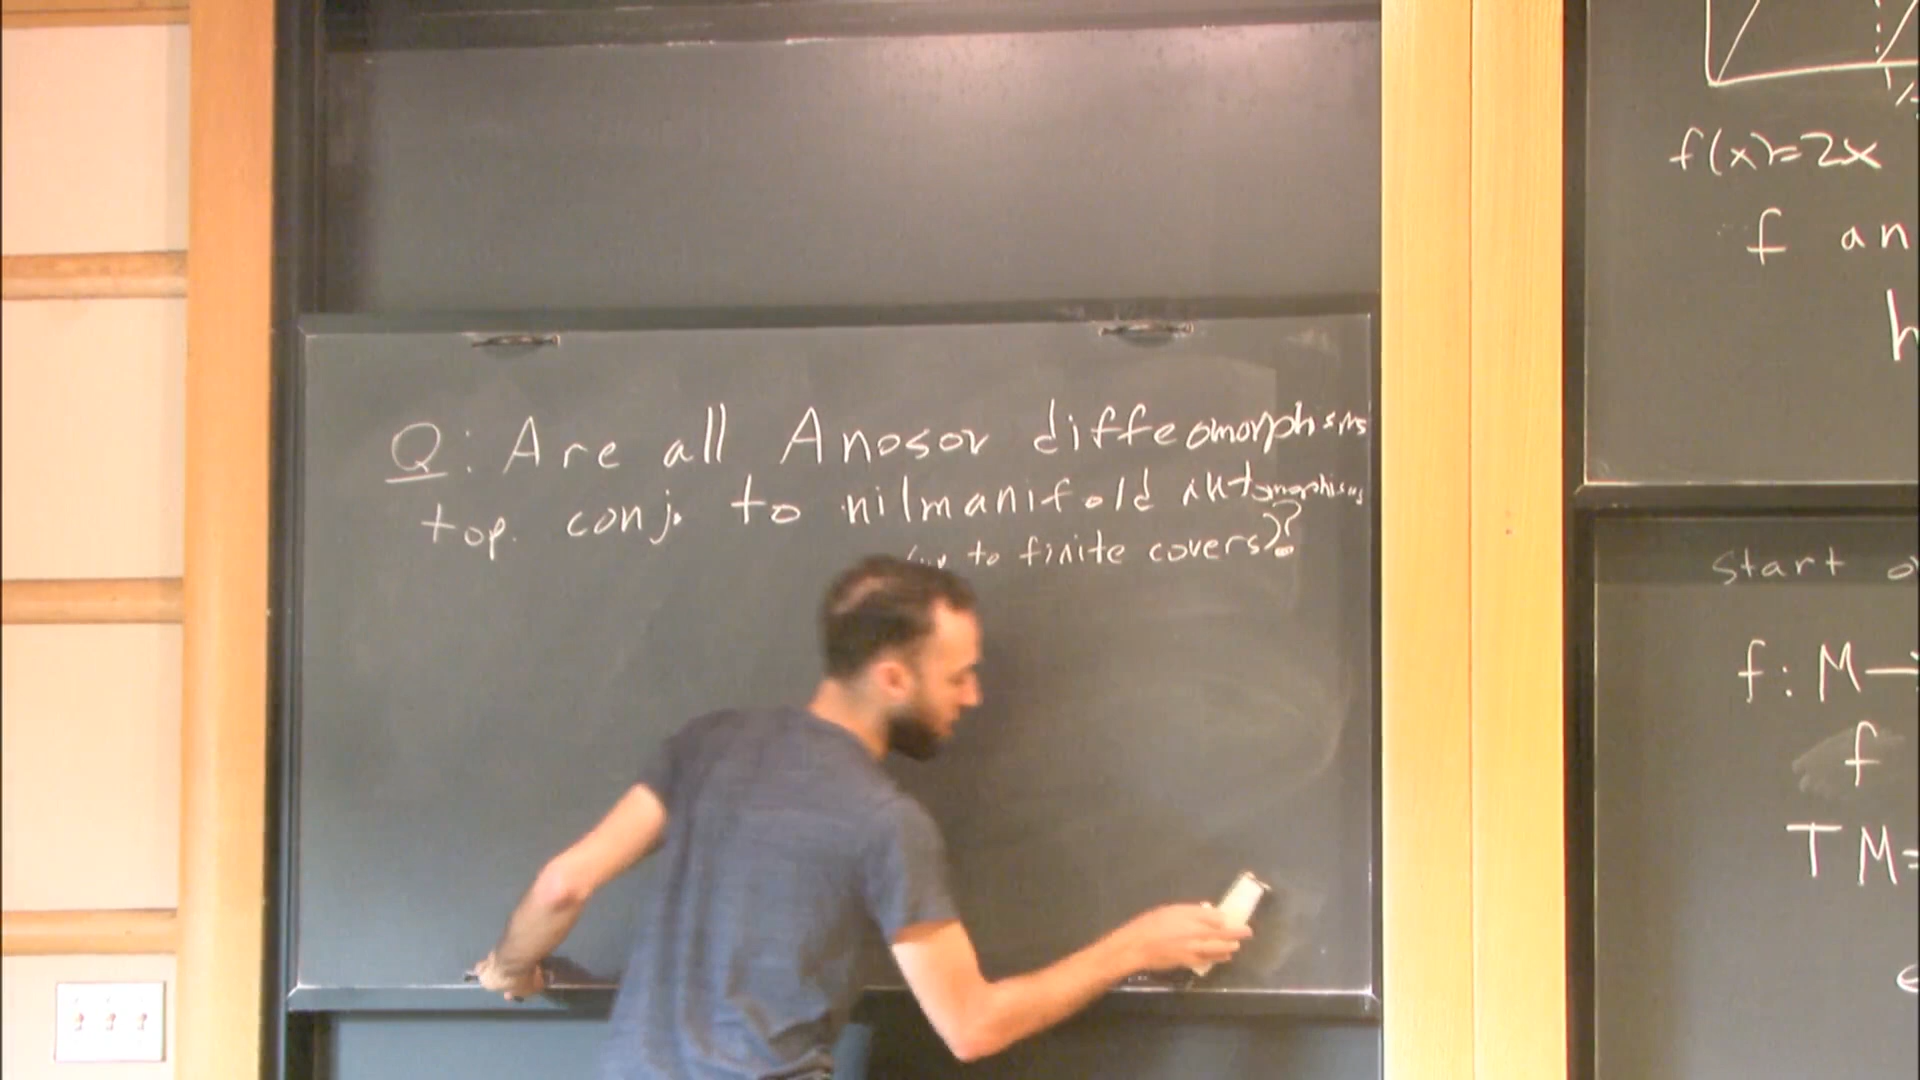 Q: Are all Anosov diffeomorphisms
top. conj. to nilmanifold automorphisms
to finite covers)?
f(x)=2x
f an
h
start
f: M→
f
TM=